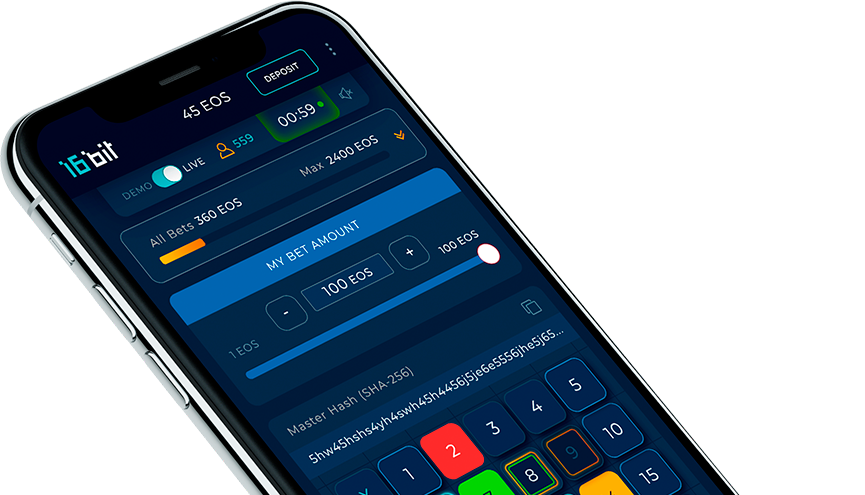 DEPOSIT
45 EOS
16bit
DEMO LIVE 559 00:59
All Bets 360 EOS Max 2400 EOS
MY BET AMOUNT
- 100 EOS +
1 EOS 100 EOS
Master Hash (SHA-256)
5hw45hshs4yh4swh45h4456j5je6e5556jhe5j65...
1 2 3 4 5
7 8 9 10
15